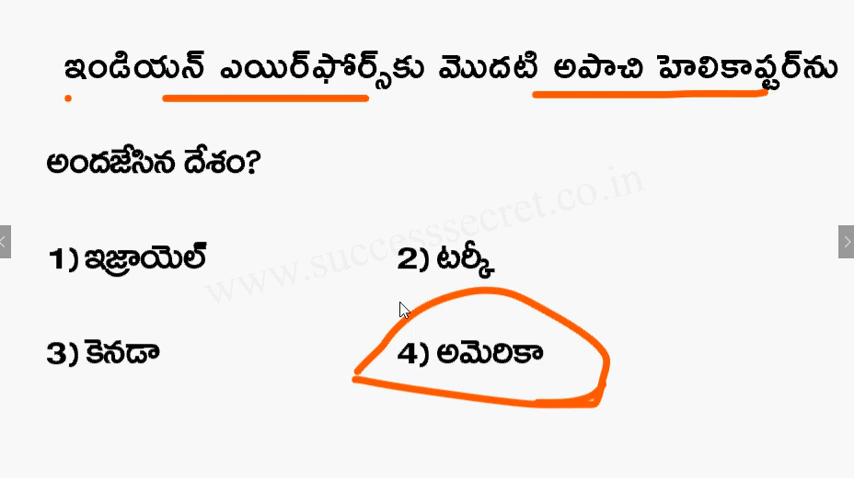 ఇండియన్ ఎయిర్‌ఫోర్స్‌కు మొదటి అపాచి హెలికాప్టర్‌ను
అందజేసిన దేశం?
www.successsecret.co.in
1) ఇజ్రాయెల్ 2) టర్కీ
3) కెనడా 4) అమెరికా